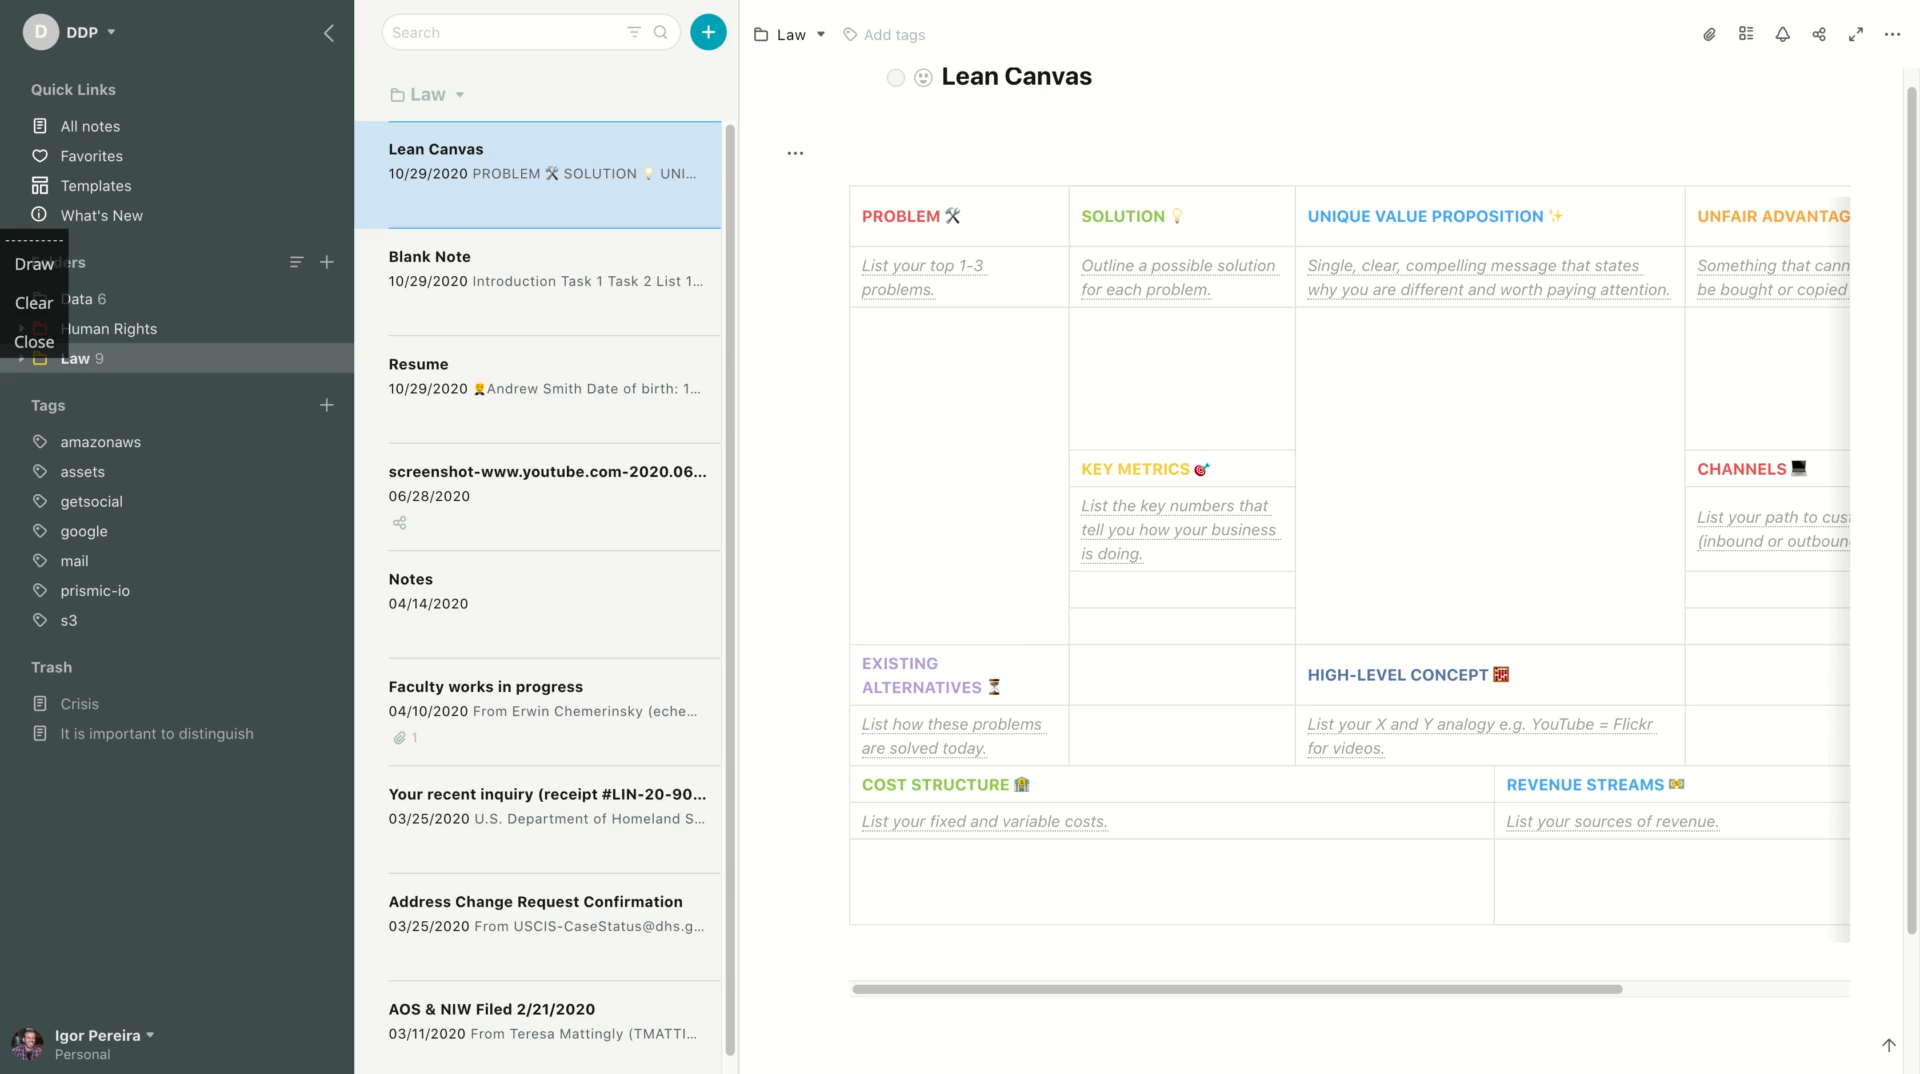 D DDP
Quick Links
All notes
Favorites
Templates
What's New
Draw
Clear
Close
Data 6
Human Rights
Law 9
Tags
amazonaws
assets
getsocial
google
mail
prismic-io
s3
Trash
Crisis
It is important to distinguish
Igor Pereira
Personal
Search
Law
Lean Canvas
10/29/2020 PROBLEM 🛠 SOLUTION 💡 UNI...
Blank Note
10/29/2020 Introduction Task 1 Task 2 List 1...
Resume
10/29/2020 Andrew Smith Date of birth: 1...
screenshot-www.youtube.com-2020.06...
06/28/2020
Notes
04/14/2020
Faculty works in progress
04/10/2020 From Erwin Chemerinsky (eche...
1
Your recent inquiry (receipt #LIN-20-90...
03/25/2020 U.S. Department of Homeland S...
Address Change Request Confirmation
03/25/2020 From USCIS-CaseStatus@dhs.g...
AOS & NIW Filed 2/21/2020
03/11/2020 From Teresa Mattingly (TMATTI...
Law Add tags
Lean Canvas
PROBLEM 🛠
List your top 1-3
problems.
SOLUTION 💡
Outline a possible solution
for each problem.
UNIQUE VALUE PROPOSITION ✨
Single, clear, compelling message that states
why you are different and worth paying attention.
UNFAIR ADVANTAG
Something that cann
be bought or copied
KEY METRICS 🎯
List the key numbers that
tell you how your business
is doing.
CHANNELS 💻
List your path to cus
(inbound or outboun
EXISTING
ALTERNATIVES ⏳
List how these problems
are solved today.
HIGH-LEVEL CONCEPT
List your X and Y analogy e.g. YouTube = Flickr
for videos.
COST STRUCTURE 🏦
List your fixed and variable costs.
REVENUE STREAMS 💵
List your sources of revenue.